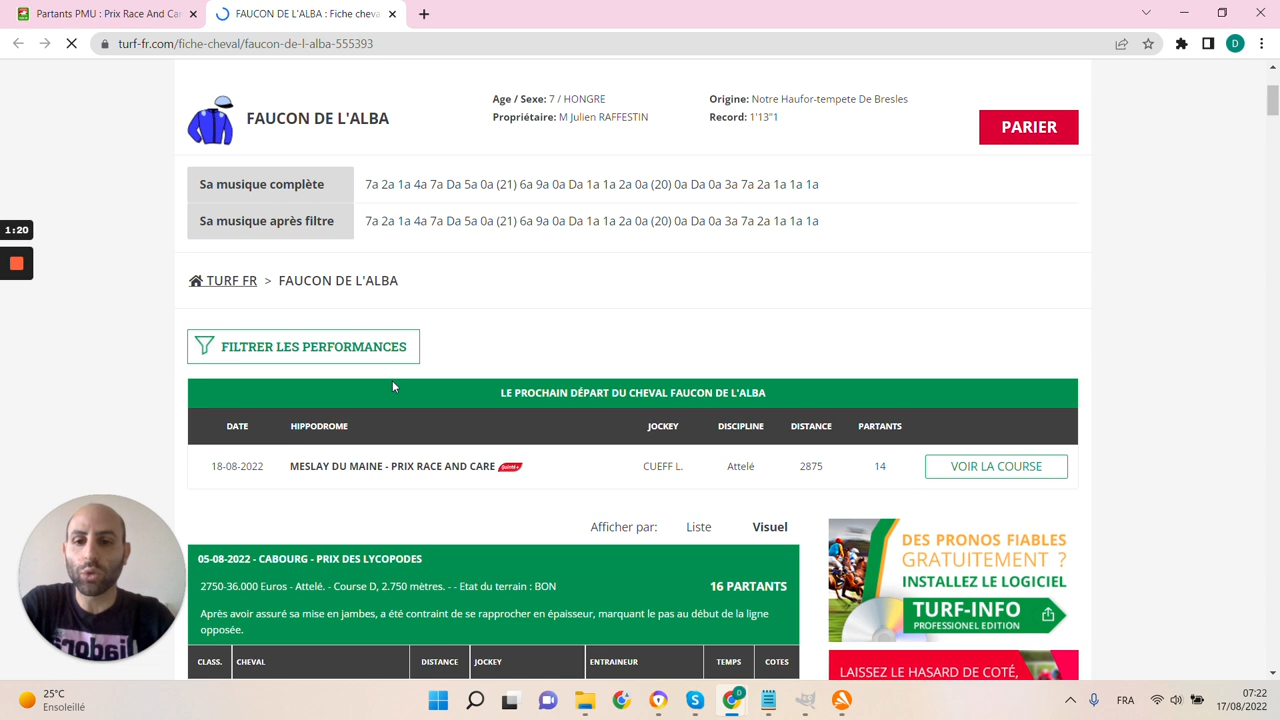 Partants PMU : Prix Race And Ca
FAUCON DE L'ALBA : Fiche cheva
turf-fr.com/fiche-cheval/faucon-de-l-alba-555393
D
FAUCON DE L'ALBA
Age / Sexe: 7 / HONGRE
Propriétaire: M Julien RAFFESTIN
Origine: Notre Haufor-tempete De Bresles
Record: 1'13"1
PARIER
Sa musique complète 7a 2a 1a 4a 7a Da 5a 0a (21) 6a 9a 0a Da 1a 1a 2a 0a (20) 0a Da 0a 3a 7a 2a 1a 1a 1a
Sa musique après filtre 7a 2a 1a 4a 7a Da 5a 0a (21) 6a 9a 0a Da 1a 1a 2a 0a (20) 0a Da 0a 3a 7a 2a 1a 1a 1a
1:20
TURF FR > FAUCON DE L'ALBA
FILTRER LES PERFORMANCES
LE PROCHAIN DÉPART DU CHEVAL FAUCON DE L'ALBA
DATE HIPPODROME JOCKEY DISCIPLINE DISTANCE PARTANTS
18-08-2022 MESLAY DU MAINE - PRIX RACE AND CARE CUEFF L. Attelé 2875 14 VOIR LA COURSE
Afficher par: Liste Visuel
05-08-2022 - CABOURG - PRIX DES LYCOPODES
2750-36.000 Euros - Attelé. - Course D, 2.750 mètres. - - Etat du terrain : BON 16 PARTANTS
Après avoir assuré sa mise en jambes, a été contraint de se rapprocher en épaisseur, marquant le pas au début de la ligne
opposée.
CLASS. CHEVAL DISTANCE JOCKEY ENTRAINEUR TEMPS COTES
DES PRONOS FIABLES
GRATUITEMENT ?
INSTALLEZ LE LOGICIEL
TURF-INFO
PROFESSIONEL EDITION
LAISSEZ LE HASARD DE COTÉ,
25°C
Ensoleillé
D
S
FRA
07:22
17/08/2022